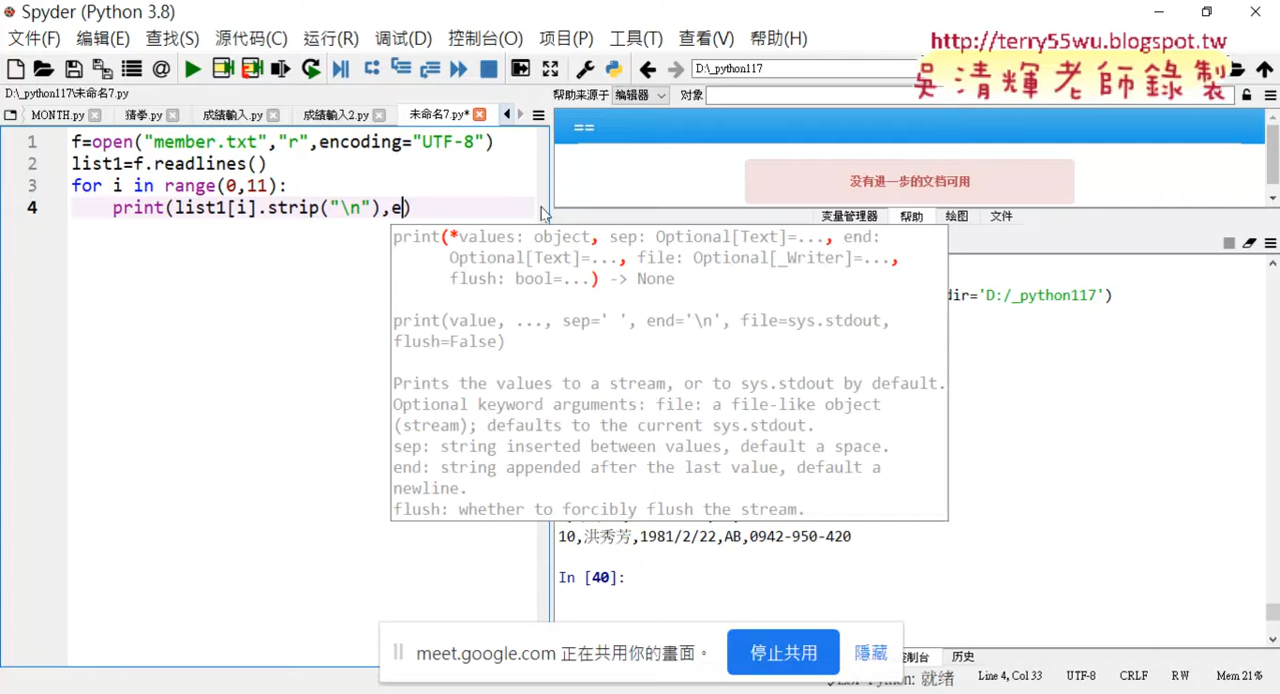 Spyder (Python 3.8)
文件(F) 编辑(E) 查找(S) 源代码(C) 运行(R) 调试(D) 控制台(O) 项目(P) 工具(T) 查看(V) 帮助(H)
http://terry55wu.blogspot.tw
D:\_python117
吳清輝老師錄製
D:\_python117\未命名7.py
帮助来源于 编辑器 对象
MONTH.py 猜拳.py 成績輸入.py 成績輸入2.py 未命名7.py*
==
1 f=open("member.txt","r",encoding="UTF-8")
2 list1=f.readlines()
3 for i in range(0,11):
4 print(list1[i].strip("\n"),e)
没有进一步的文档可用
变量管理器 帮助 绘图 文件
print(*values: object, sep: Optional[Text]=..., end:
Optional[Text]=..., file: Optional[_Writer]=...,
flush: bool=...) -> None
print(value, ..., sep=' ', end='\n', file=sys.stdout,
flush=False)
Prints the values to a stream, or to sys.stdout by default.
Optional keyword arguments: file: a file-like object
(stream); defaults to the current sys.stdout.
sep: string inserted between values, default a space.
end: string appended after the last value, default a
newline.
flush: whether to forcibly flush the stream.
dir='D:/_python117')
10,洪秀芳,1981/2/22,AB,0942-950-420
In [40]:
meet.google.com 正在共用你的畫面。 停止共用 隱藏
控制台 历史
LSP Python: 就绪 Line 4, Col 33 UTF-8 CRLF RW Mem 21%